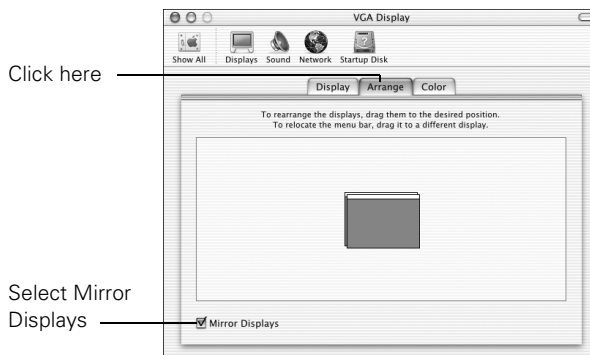 VGA Display
Show All Displays Sound Network Startup Disk
Click here
Display Arrange Color
To rearrange the displays, drag them to the desired position.
To relocate the menu bar, drag it to a different display.
Select Mirror
Displays
Mirror Displays